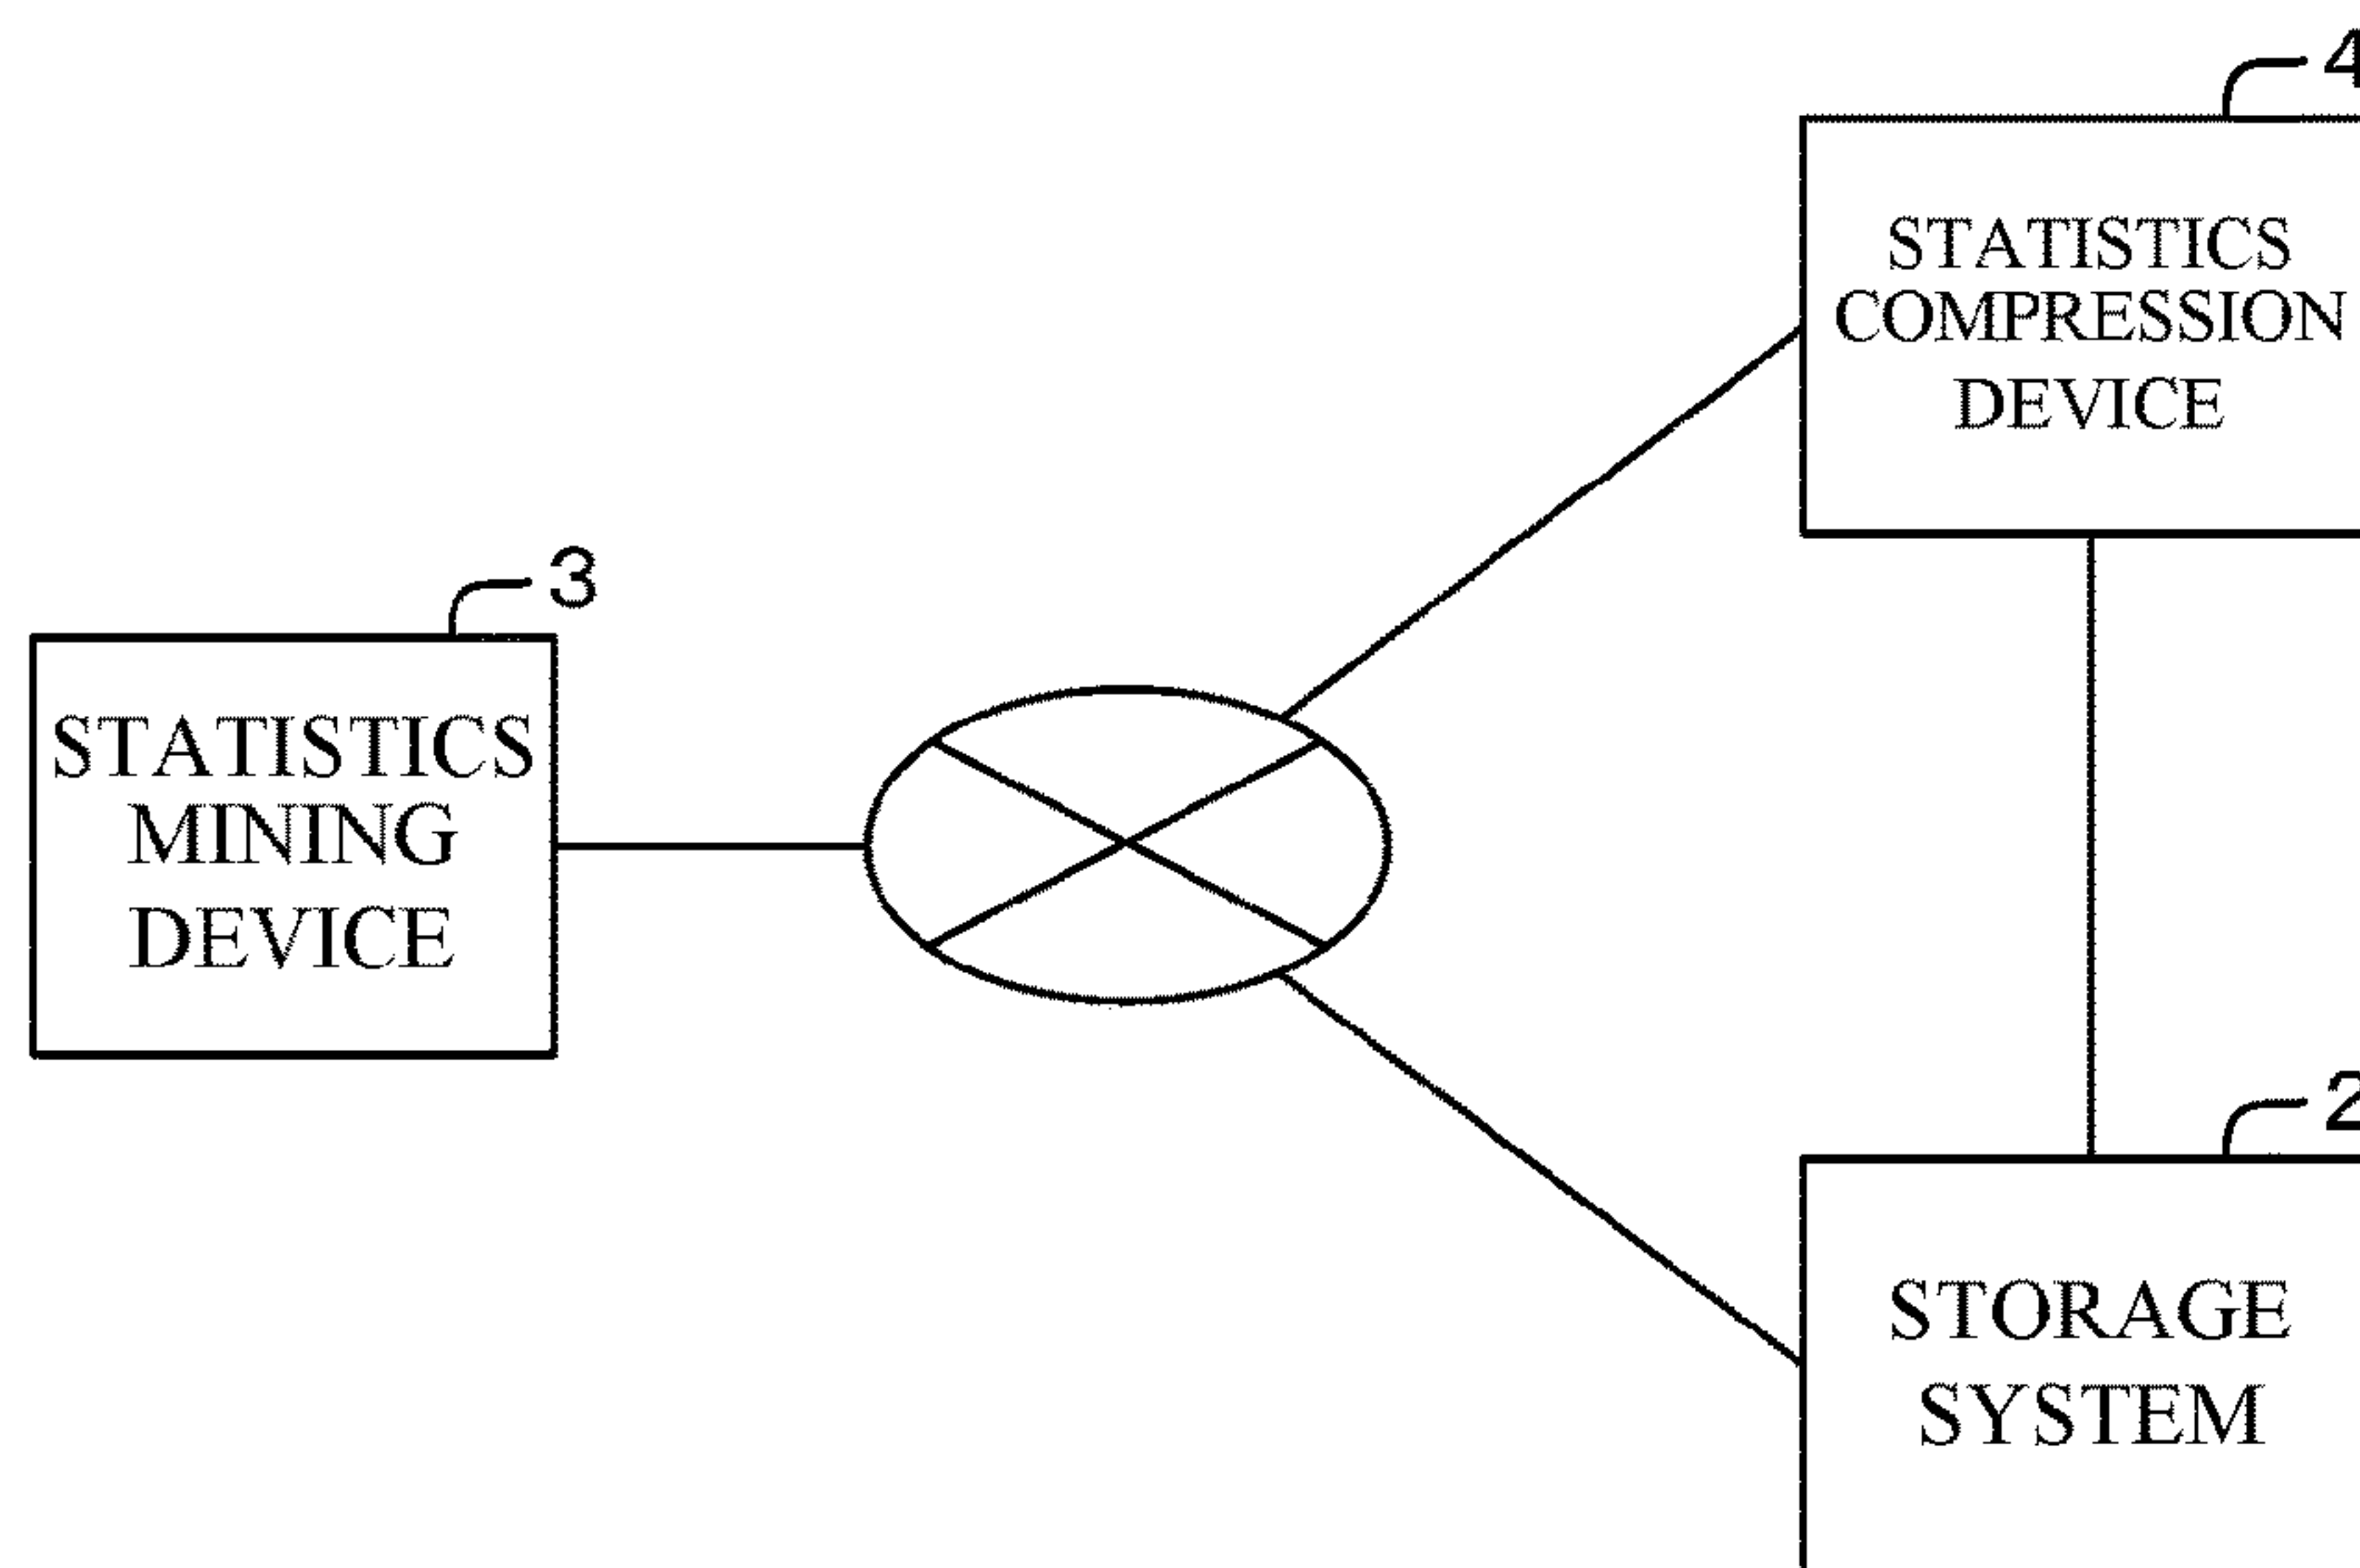 4
STATISTICS
COMPRESSION
DEVICE
3
STATISTICS
MINING
DEVICE
2
STORAGE
SYSTEM